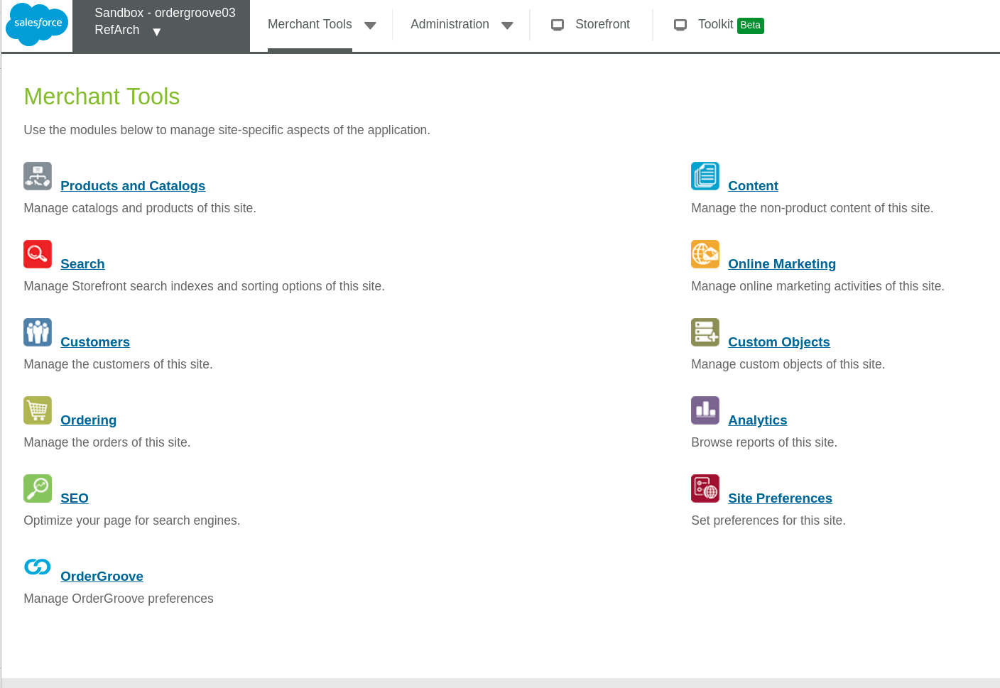 salesforce
Sandbox - ordergroove03
RefArch
Merchant Tools
Administration
Storefront
Toolkit Beta
Merchant Tools
Use the modules below to manage site-specific aspects of the application.
Products and Catalogs
Manage catalogs and products of this site.
Content
Manage the non-product content of this site.
Search
Manage Storefront search indexes and sorting options of this site.
Online Marketing
Manage online marketing activities of this site.
Customers
Manage the customers of this site.
Custom Objects
Manage custom objects of this site.
Ordering
Manage the orders of this site.
Analytics
Browse reports of this site.
SEO
Optimize your page for search engines.
Site Preferences
Set preferences for this site.
OrderGroove
Manage OrderGroove preferences